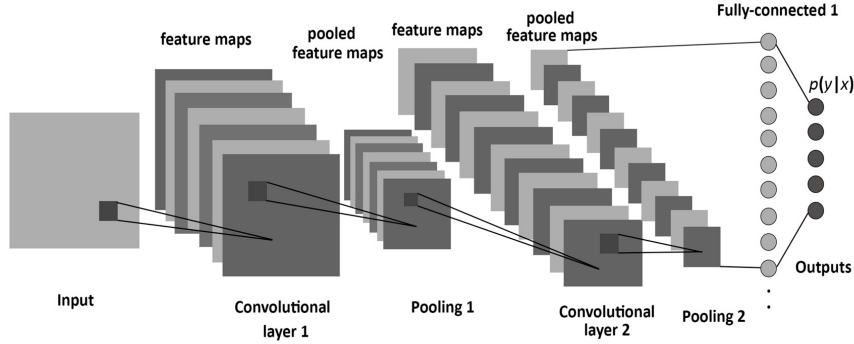 feature maps
pooled
feature maps
feature maps
pooled
feature maps
Fully-connected 1
p(y|x)
Input
Convolutional
layer 1
Pooling 1
Convolutional
layer 2
Pooling 2
Outputs